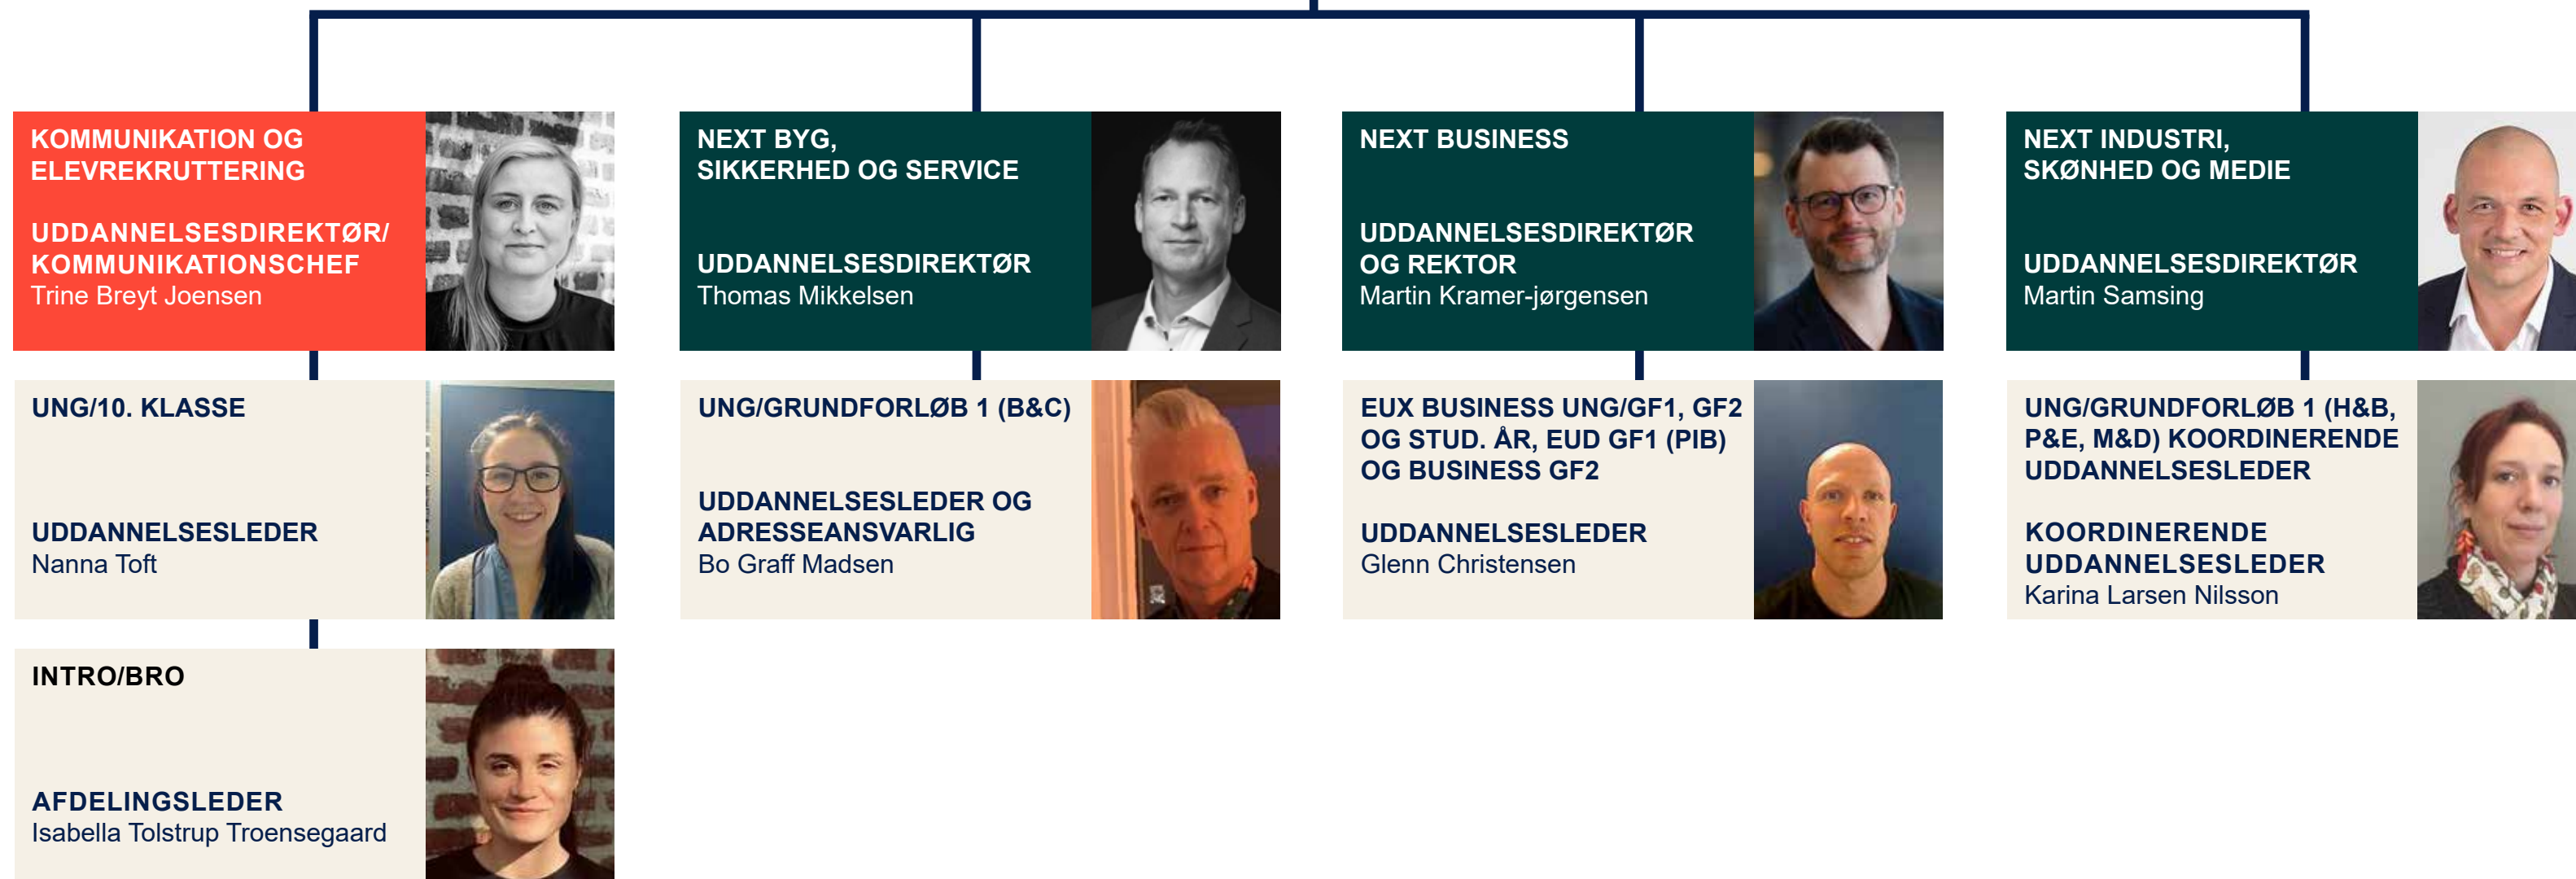 KOMMUNIKATION OG
ELEVREKRUTTERING
UDDANNELSESDIREKTØR/
KOMMUNIKATIONSCHEF
Trine Breyt Joensen
NEXT BYG,
SIKKERHED OG SERVICE
UDDANNELSESDIREKTØR
Thomas Mikkelsen
NEXT BUSINESS
UDDANNELSESDIREKTØR
OG REKTOR
Martin Kramer-jørgensen
NEXT INDUSTRI,
SKØNHED OG MEDIE
UDDANNELSESDIREKTØR
Martin Samsing
UNG/10. KLASSE
UDDANNELSESLEDER
Nanna Toft
UNG/GRUNDFORLØB 1 (B&C)
UDDANNELSESLEDER OG
ADRESSEANSVARLIG
Bo Graff Madsen
EUX BUSINESS UNG/GF1, GF2
OG STUD. ÅR, EUD GF1 (PIB)
OG BUSINESS GF2
UDDANNELSESLEDER
Glenn Christensen
UNG/GRUNDFORLØB 1 (H&B,
P&E, M&D) KOORDINERENDE
UDDANNELSESLEDER
KOORDINERENDE
UDDANNELSESLEDER
Karina Larsen Nilsson
INTRO/BRO
AFDELINGSLEDER
Isabella Tolstrup Troensegaard